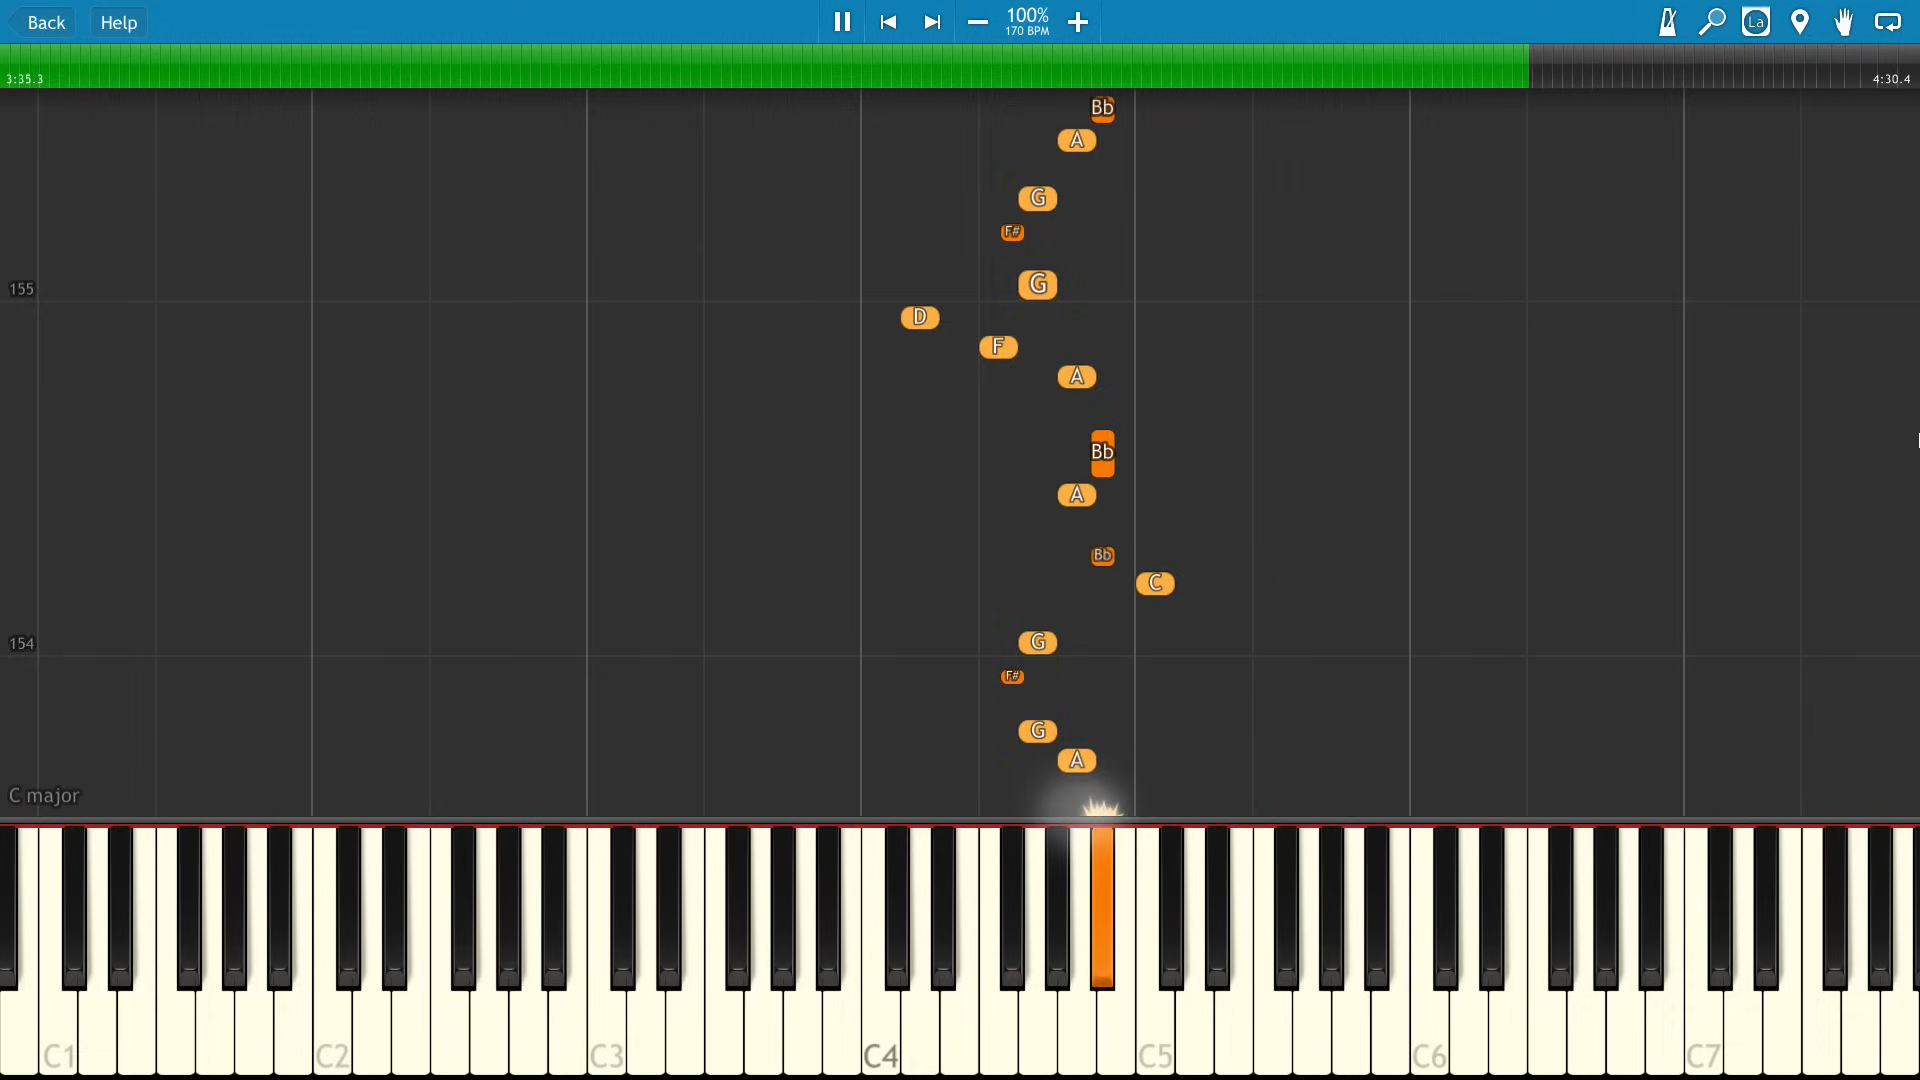 Back Help 100% La
170 BPM
3:35.3 4:30.4
Bb
A
G
F#
G
155
D
F
A
Bb
A
Bb
C
G
154
F#
G
A
C major
C1 C2 C3 C4 C5 C6 C7